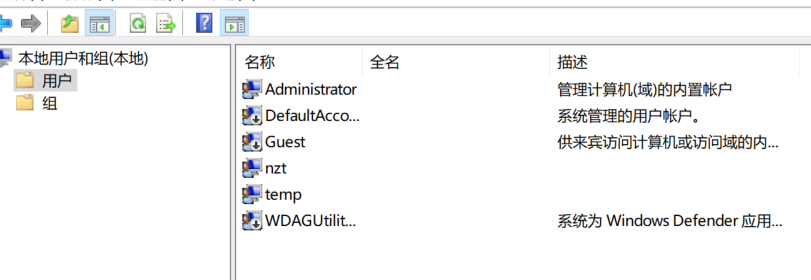 本地用户和组(本地)
用户
组
名称 全名 描述
Administrator 管理计算机(域)的内置帐户
DefaultAcco... 系统管理的用户帐户。
Guest 供来宾访问计算机或访问域的内...
nzt
temp
WDAGUtilit... 系统为 Windows Defender 应用...